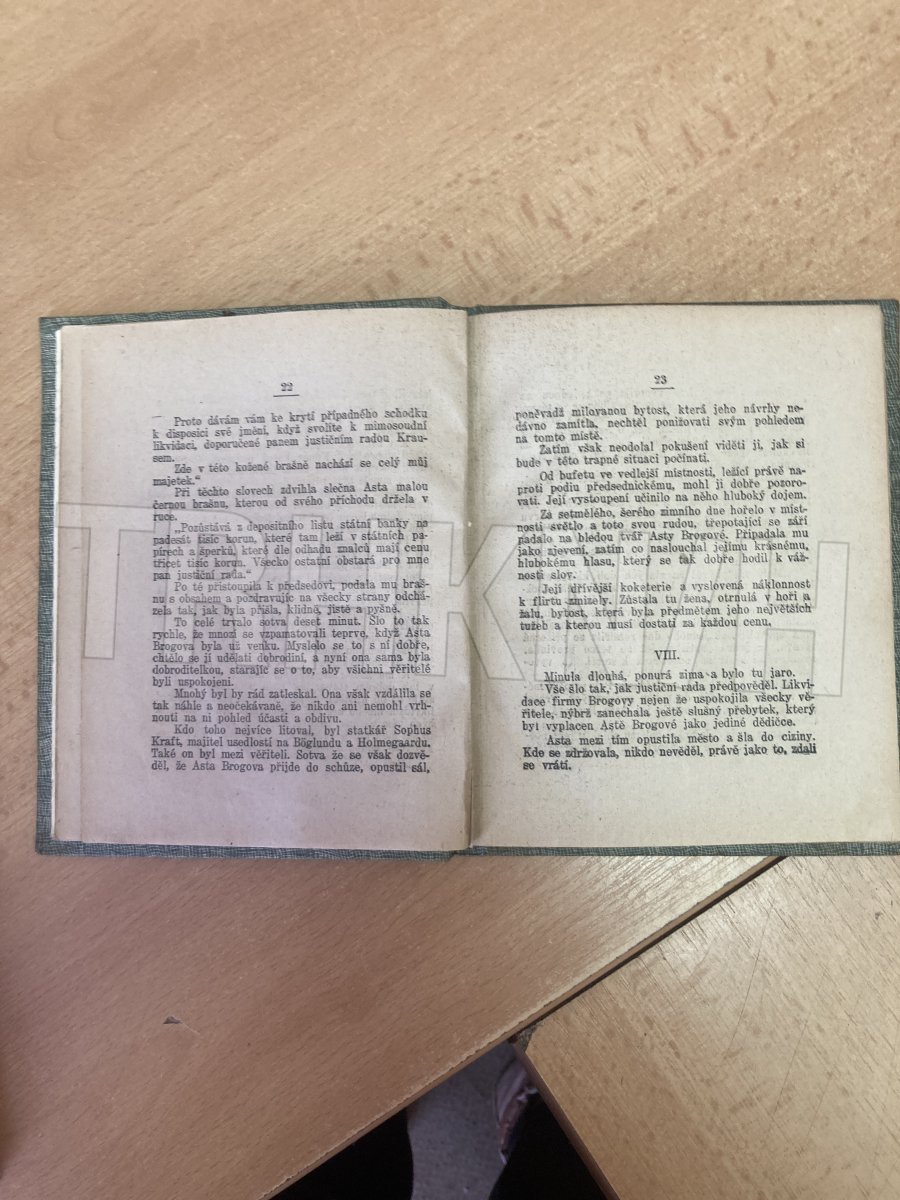 22
Proto dávám vám ke krytí případného schodku
k disposici své jmění, když svolíte k mimosoudní
likvidaci, doporučené panem justičním radou Krau-
sem.
Zde v této kožené brašně nachází se celý můj
majetek.“
Při těchto slovech zdvihla slečna Asta malou
černou brašnu, kterou od svého příchodu držela v
ruce.
„Pozůstává z depositního listu státní banky na
padesát tisíc korun, které tam leží v státních pa-
pírech a šperků, které dle odhadu znalců mají cenu
třicet tisíc korun. Všecko ostatní obstará pro mne
pan justiční rada.“
Po té přistoupila k předsedovi, podala mu braš-
nu s obsahem a pozdravujíc na všecky strany odchá-
zela tak, jak byla přišla, klidně, jistě a pyšně.
To celé trvalo sotva deset minut. Šlo to tak
rychle, že mnozí se vzpamatovali teprve, když Asta
Brogova byla už venku. Myslelo se to s ní dobře,
chtělo se jí udělati dobrodiní, a nyní ona sama byla
dobroditelkou, starajíc se o to, aby všichni věřitelé
byli uspokojeni.
Mnohý byl by rád zatleskal. Ona však vzdálila se
tak náhle a neočekávaně, že nikdo ani nemohl vrh-
nouti na ni pohled účasti a obdivu.
Kdo toho nejvíce litoval, byl statkář Sophus
Kraft, majitel usedlostí na Böglundu a Holmegaardu.
Také on byl mezi věřiteli. Sotva že se však dozvě-
děl, že Asta Brogova přijde do schůze, opustil sál,
23
poněvádž milovanou bytost, která jeho návrhy ne-
dávno zamítla, nechtěl ponižovati svým pohledem
na tomto místě.
Zatím však neodolal pokušení viděti ji, jak si
bude v této trapné situaci počínati.
Od bufetu ve vedlejší místnosti, ležící právě na-
proti podiu předsednickému, mohl ji dobře pozoro-
vati. Její vystoupení učinilo na něho hluboký dojem.
Za setmělého, šerého zimního dne hořelo v míst-
nosti světlo a toto svou rudou, třepotající se září
padalo na bledou tvář Asty Brogové. Připadala mu
jako zjevení, zatím co naslouchal jejímu krásnému,
hlubokému hlasu, který se tak dobře hodil k váž-
nosti slov.
Její dřívější koketerie a vyslovená náklonnost
k flirtu zmizely. Zůstala tu žena, otrnulá v hoři a
žalu, bytost, která byla předmětem jeho největších
tužeb a kterou musí dostati za každou cenu.
VIII.
Minula dlouhá, ponurá zima a bylo tu jaro.
Vše šlo tak, jak justiční rada předpověděl. Likvi-
dace firmy Brogovy nejen že uspokojila všecky vě-
řitele, nýbrž zanechala ještě slušný přebytek, který
byl vyplacen Astě Brogové jako jediné dědičce.
Asta mezi tím opustila město a šla do ciziny.
Kde se zdržovala, nikdo nevěděl, právě jako to, zdali
se vrátí.